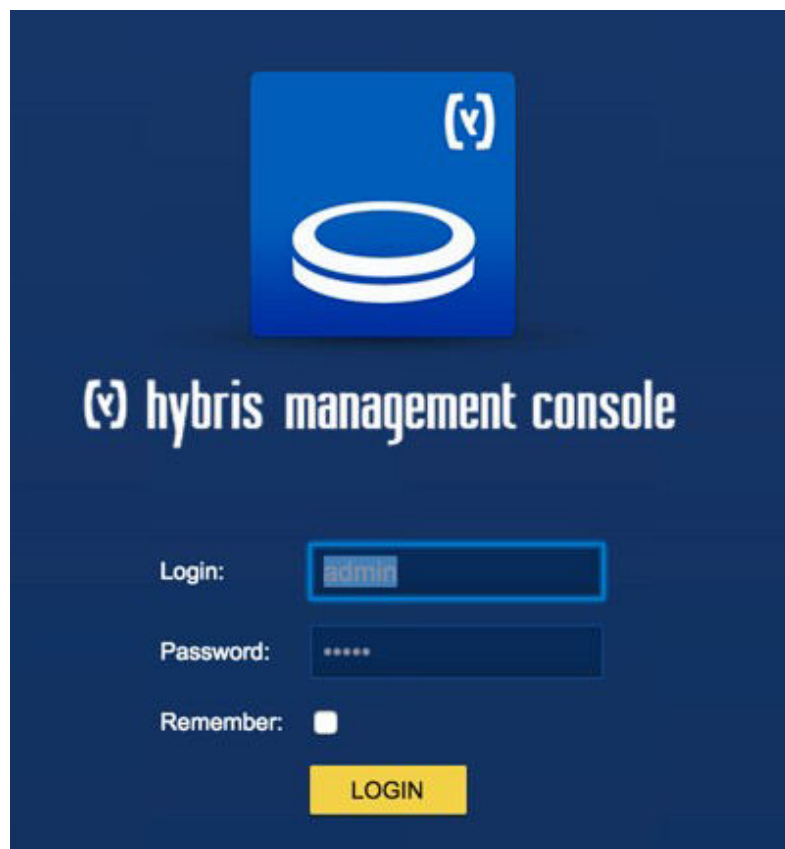 (y)
(y) hybris management console
Login: admin
Password: •••••
Remember:
LOGIN